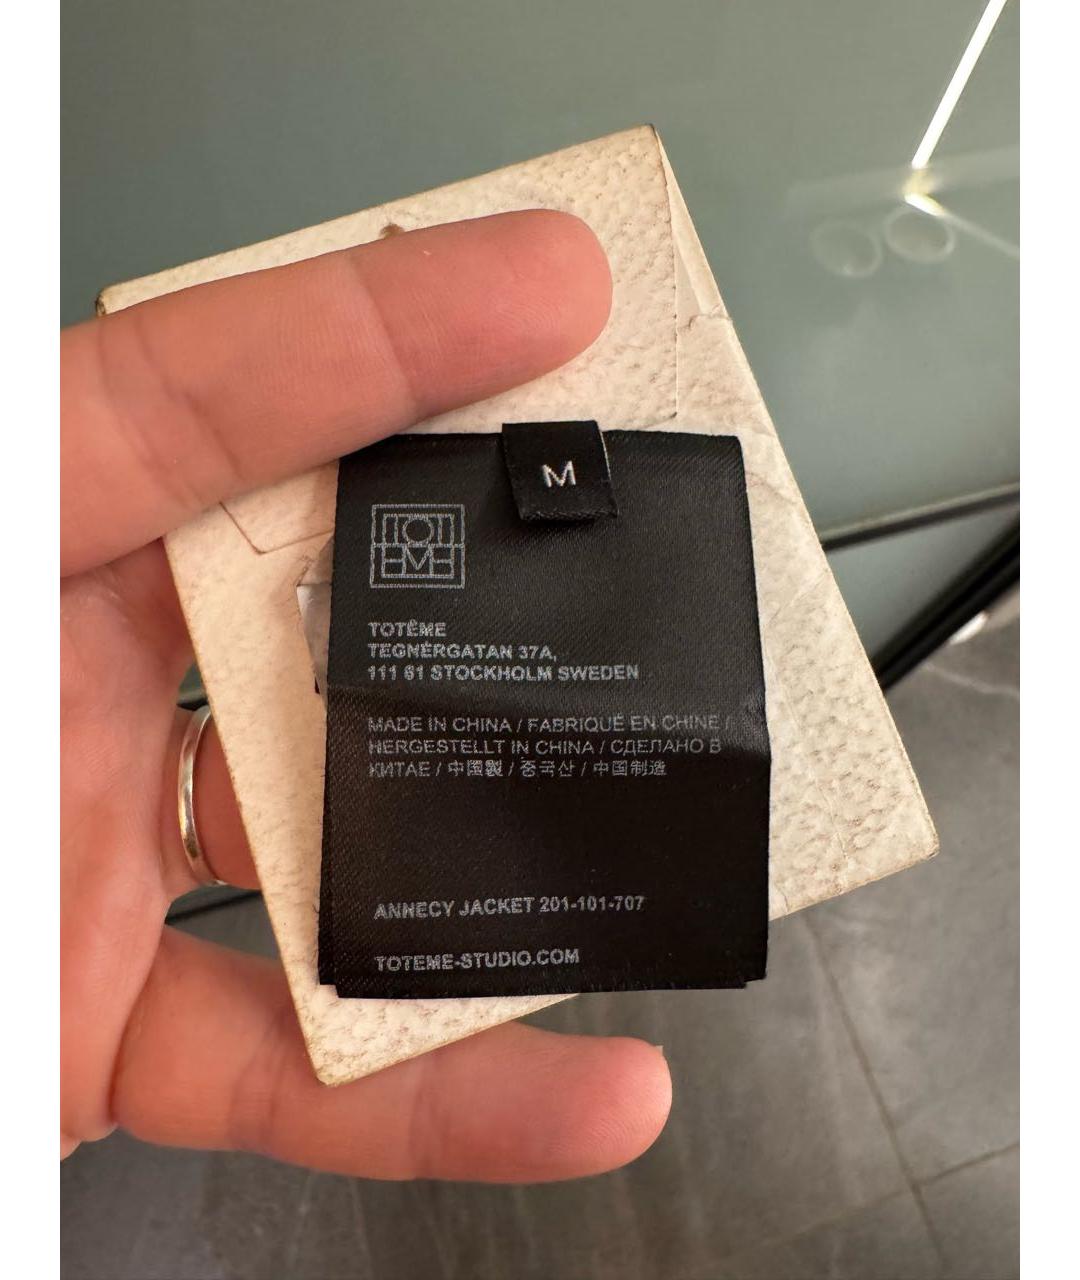 M
TOTEME
TOTÊME
TEGNÉRGATAN 37A,
111 61 STOCKHOLM SWEDEN
MADE IN CHINA / FABRIQUÉ EN CHINE /
HERGESTELLT IN CHINA / СДЕЛАНО В
КИТАЕ / 中国製 / 중국산 / 中国制造
ANNECY JACKET 201-101-707
TOTEME-STUDIO.COM